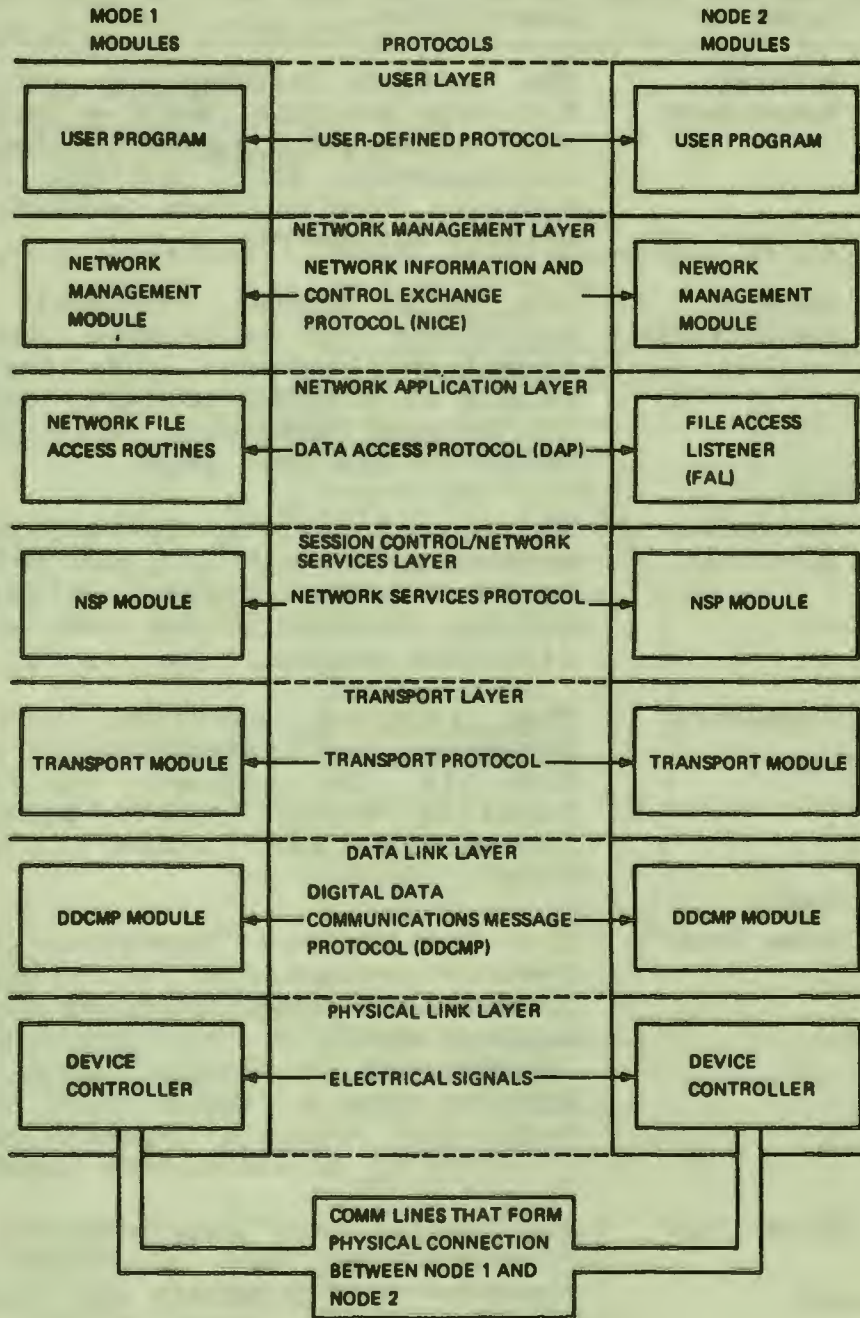 MODE 1
MODULES
PROTOCOLS
NODE 2
MODULES
USER LAYER
USER PROGRAM
USER-DEFINED PROTOCOL
USER PROGRAM
NETWORK MANAGEMENT LAYER
NETWORK
MANAGEMENT
MODULE
NETWORK INFORMATION AND
CONTROL EXCHANGE
PROTOCOL (NICE)
NEWORK
MANAGEMENT
MODULE
NETWORK APPLICATION LAYER
NETWORK FILE
ACCESS ROUTINES
DATA ACCESS PROTOCOL (DAP)
FILE ACCESS
LISTENER
(FAL)
SESSION CONTROL/NETWORK
SERVICES LAYER
NSP MODULE
NETWORK SERVICES PROTOCOL
NSP MODULE
TRANSPORT LAYER
TRANSPORT MODULE
TRANSPORT PROTOCOL
TRANSPORT MODULE
DATA LINK LAYER
DDCMP MODULE
DIGITAL DATA
COMMUNICATIONS MESSAGE
PROTOCOL (DDCMP)
DDCMP MODULE
PHYSICAL LINK LAYER
DEVICE
CONTROLLER
ELECTRICAL SIGNALS
DEVICE
CONTROLLER
COMM LINES THAT FORM
PHYSICAL CONNECTION
BETWEEN NODE 1 AND
NODE 2